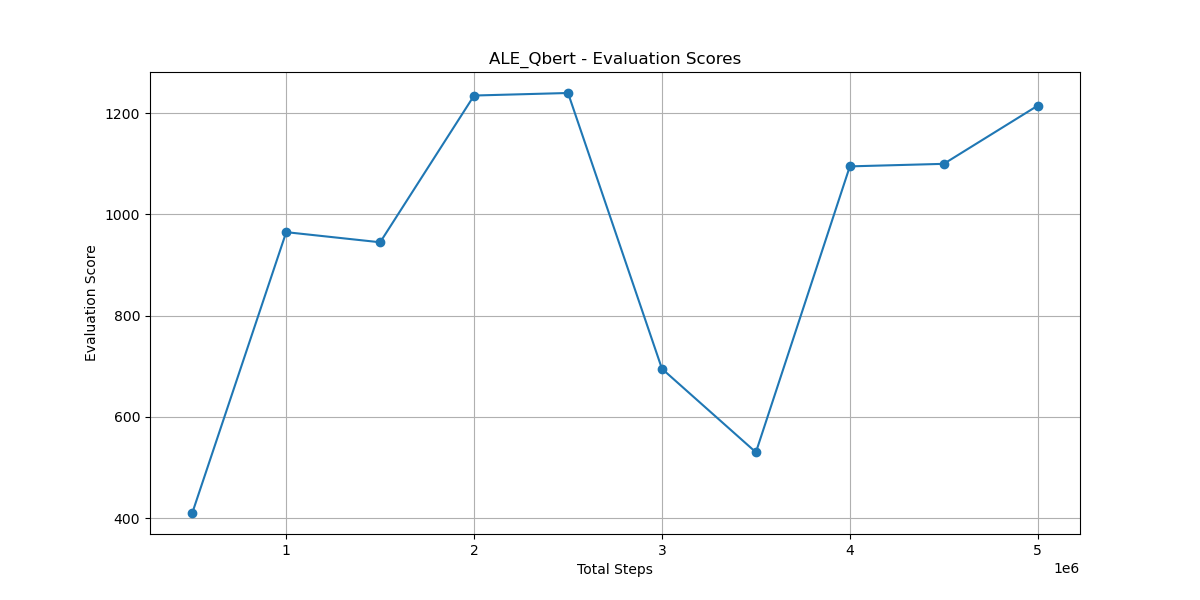 ALE_Qbert - Evaluation Scores
1200
1000
800
600
400
Evaluation Score
1 2 3 4 5
1e6
Total Steps